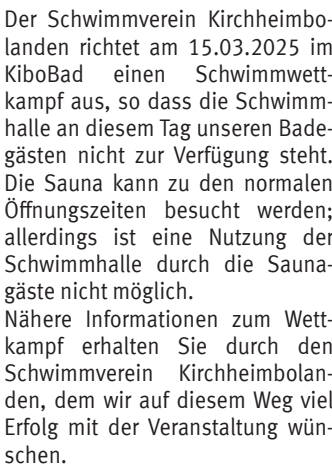 Der Schwimmverein Kirchheimbo-
landen richtet am 15.03.2025 im
KiboBad einen Schwimmwett-
kampf aus, so dass die Schwimm-
halle an diesem Tag unseren Bade-
gästen nicht zur Verfügung steht.
Die Sauna kann zu den normalen
Öffnungszeiten besucht werden;
allerdings ist eine Nutzung der
Schwimmhalle durch die Sauna-
gäste nicht möglich.
Nähere Informationen zum Wett-
kampf erhalten Sie durch den
Schwimmverein Kirchheimbolan-
den, dem wir auf diesem Weg viel
Erfolg mit der Veranstaltung wün-
schen.